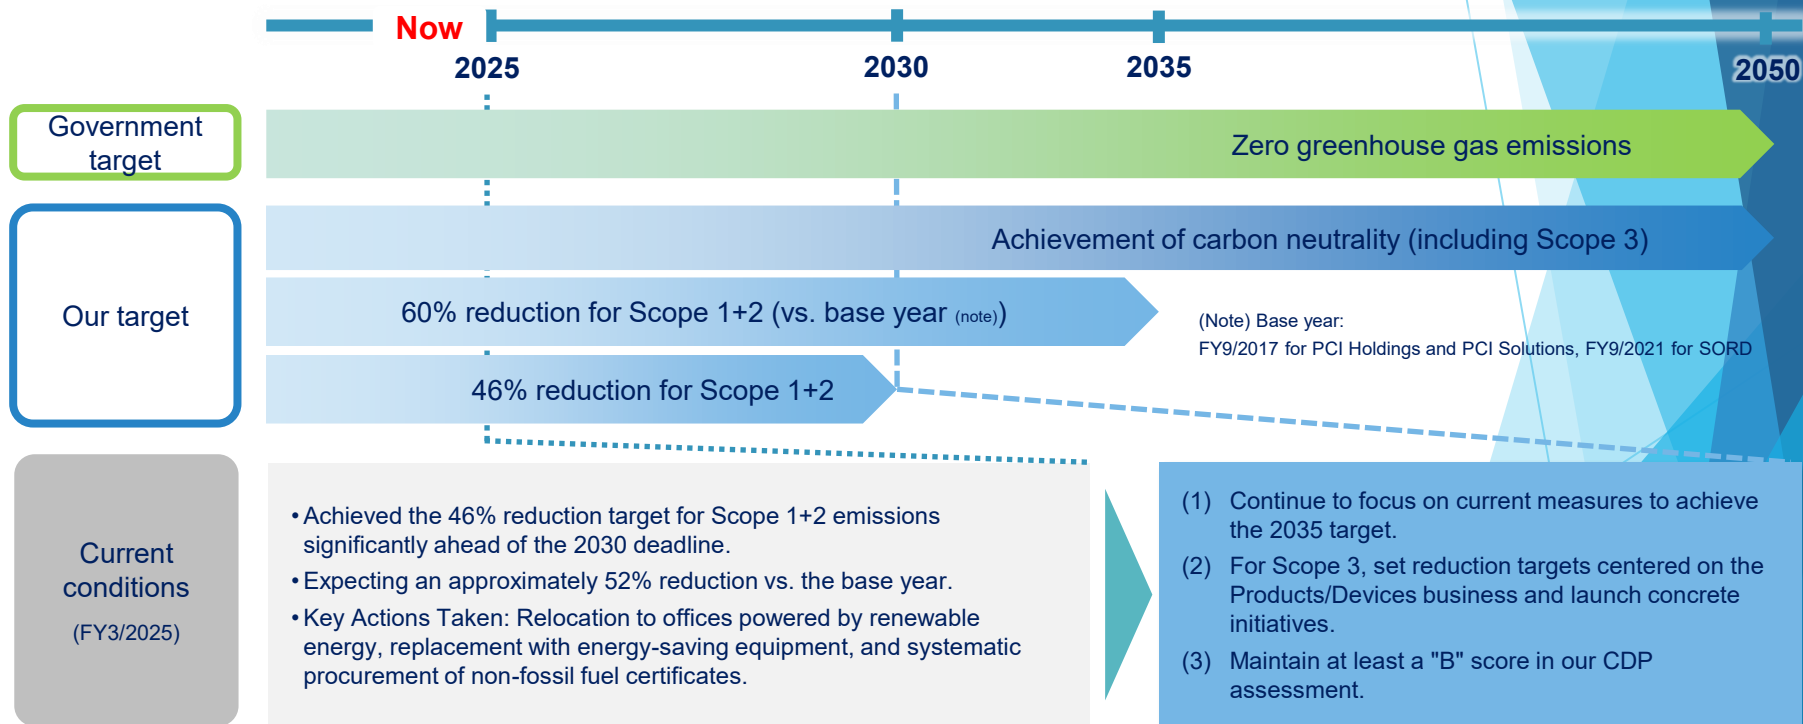 Now
2025
2030
2035
2050
Government
target
Zero greenhouse gas emissions
Our target
Achievement of carbon neutrality (including Scope 3)
60% reduction for Scope 1+2 (vs. base year (note))
(Note) Base year:
FY9/2017 for PCI Holdings and PCI Solutions, FY9/2021 for SORD
46% reduction for Scope 1+2
Current
conditions
(FY3/2025)
• Achieved the 46% reduction target for Scope 1+2 emissions
significantly ahead of the 2030 deadline.
• Expecting an approximately 52% reduction vs. the base year.
• Key Actions Taken: Relocation to offices powered by renewable
energy, replacement with energy-saving equipment, and systematic
procurement of non-fossil fuel certificates.
(1) Continue to focus on current measures to achieve
the 2035 target.
(2) For Scope 3, set reduction targets centered on the
Products/Devices business and launch concrete
initiatives.
(3) Maintain at least a "B" score in our CDP
assessment.